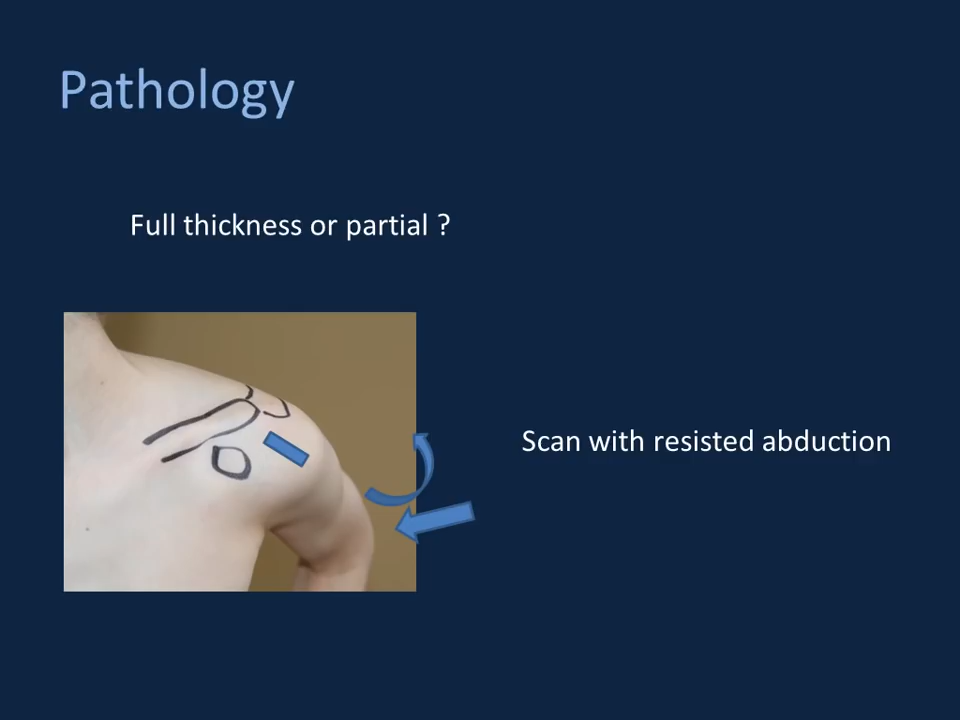 Pathology
Full thickness or partial ?
Scan with resisted abduction